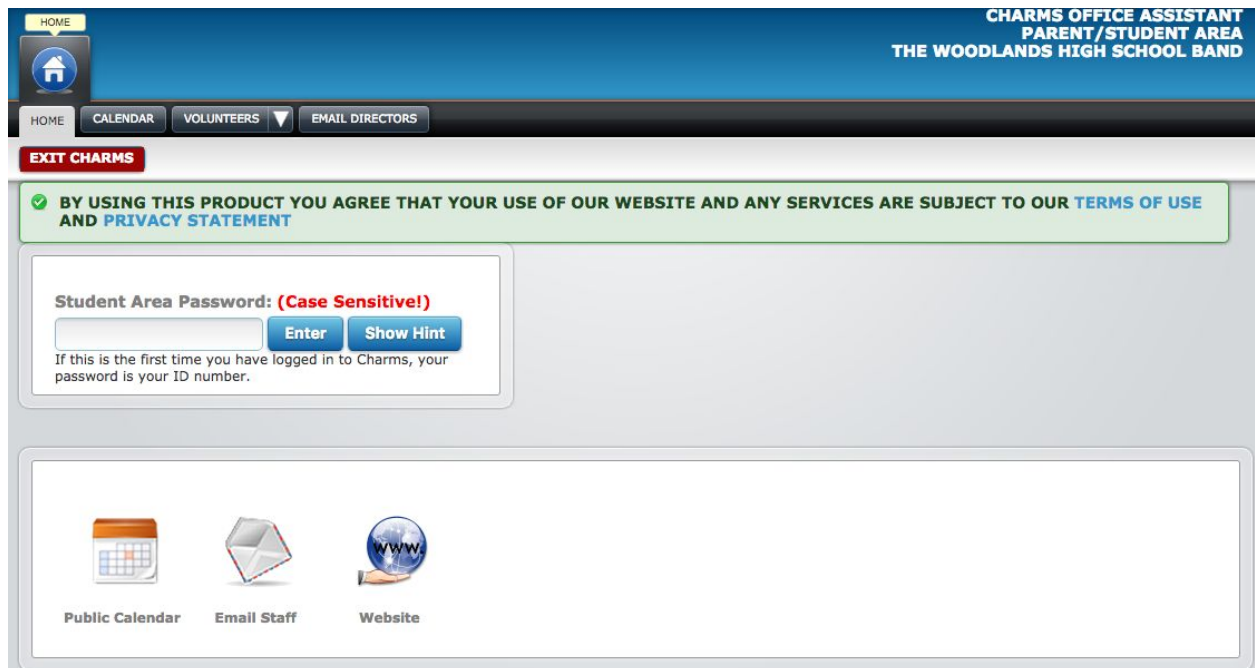 HOME
CHARMS OFFICE ASSISTANT
PARENT/STUDENT AREA
THE WOODLANDS HIGH SCHOOL BAND
HOME CALENDAR VOLUNTEERS EMAIL DIRECTORS
EXIT CHARMS
BY USING THIS PRODUCT YOU AGREE THAT YOUR USE OF OUR WEBSITE AND ANY SERVICES ARE SUBJECT TO OUR TERMS OF USE
AND PRIVACY STATEMENT
Student Area Password: (Case Sensitive!)
Enter Show Hint
If this is the first time you have logged in to Charms, your
password is your ID number.
www.
Public Calendar Email Staff Website